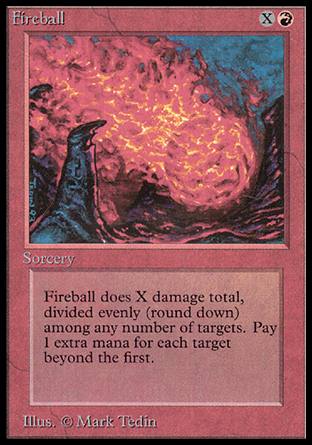 Fireball X
Sorcery
Fireball does X damage total,
divided evenly (round down)
among any number of targets. Pay
1 extra mana for each target
beyond the first.
Illus. © Mark Tedin